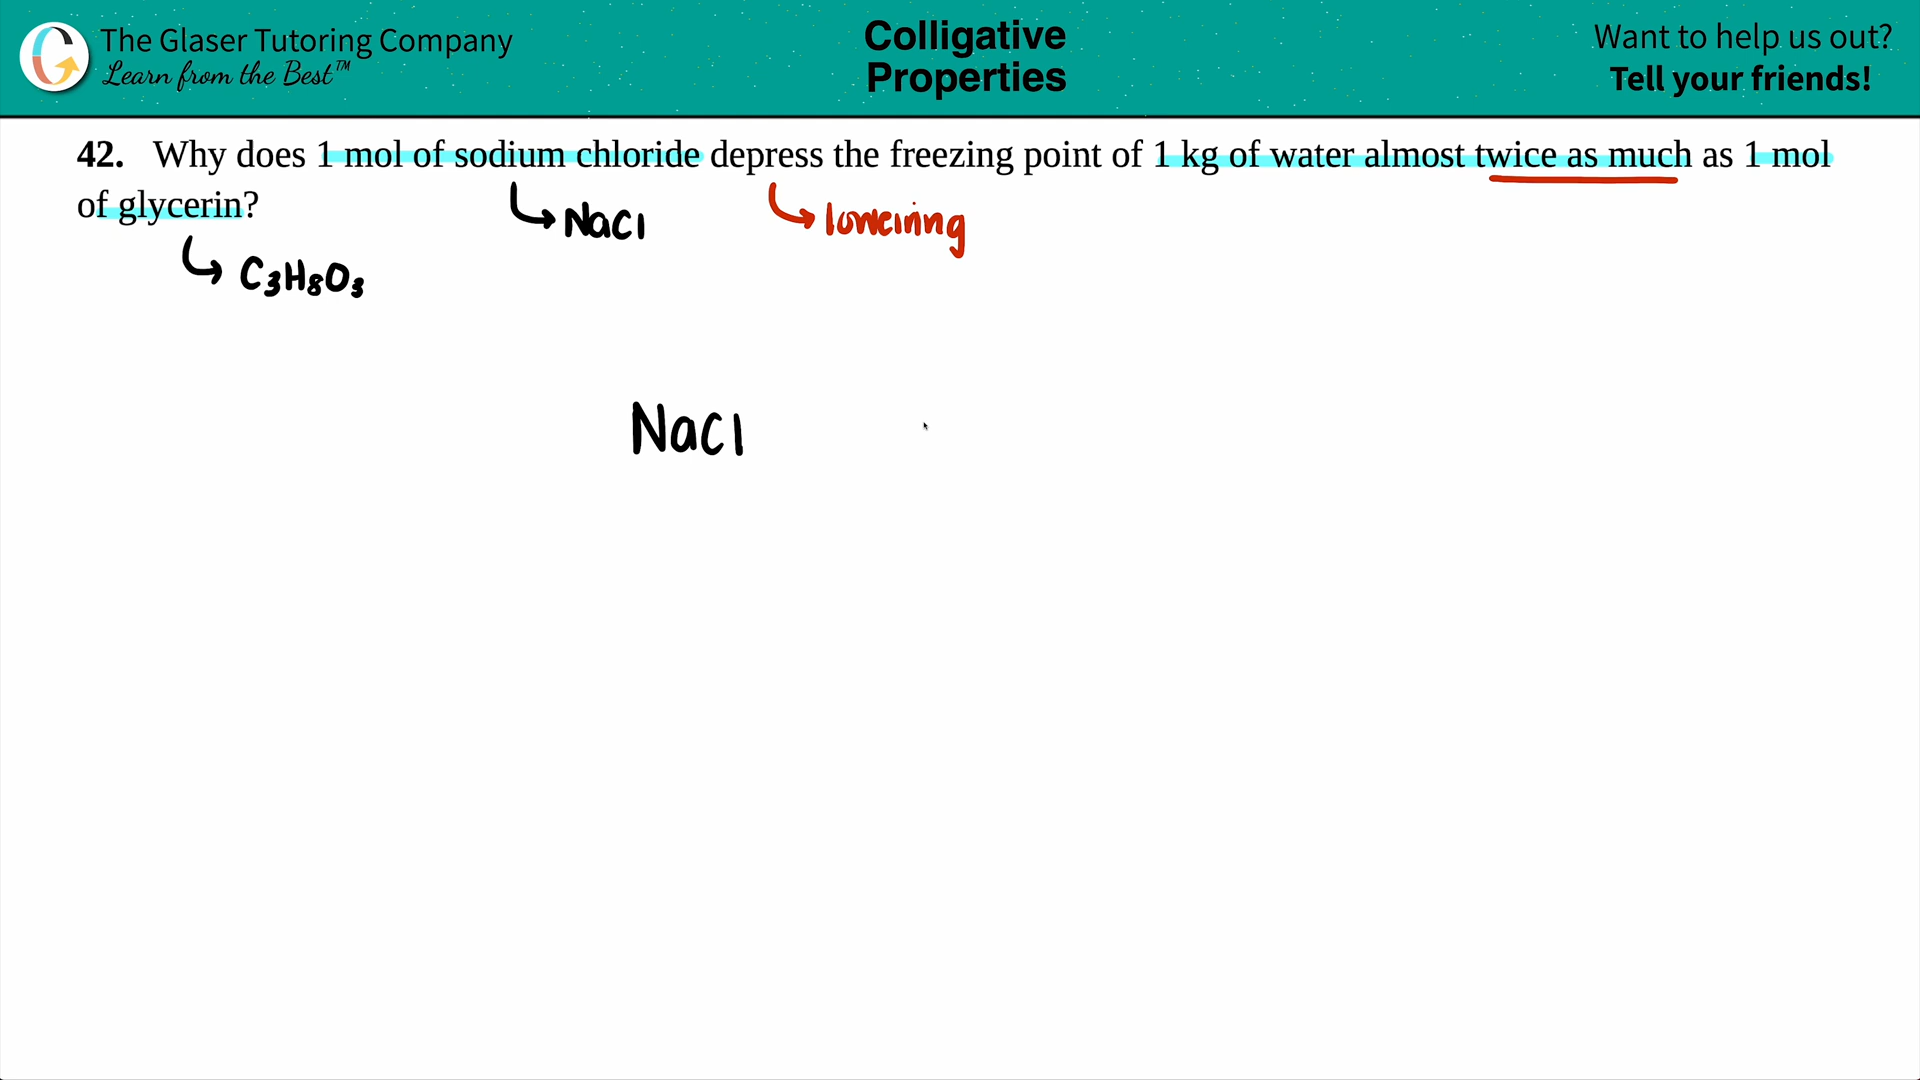 The Glaser Tutoring Company
Learn from the Best™
Colligative
Properties
Want to help us out?
Tell your friends!
42. Why does 1 mol of sodium chloride depress the freezing point of 1 kg of water almost twice as much as 1 mol
of glycerin?
NaCl
lowering
C₃H₈O₃
NaCl